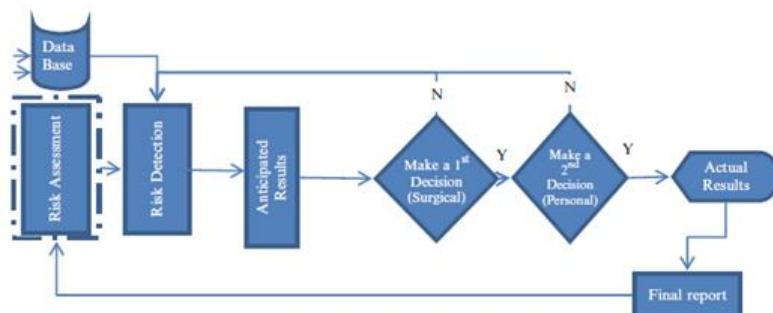 Data
Base
Risk Assessment
Risk Detection
Anticipated
Results
N
Make a 1st
Decision
(Surgical)
Y
N
Make a
2nd
Decision
(Personal)
Y
Actual
Results
Final report